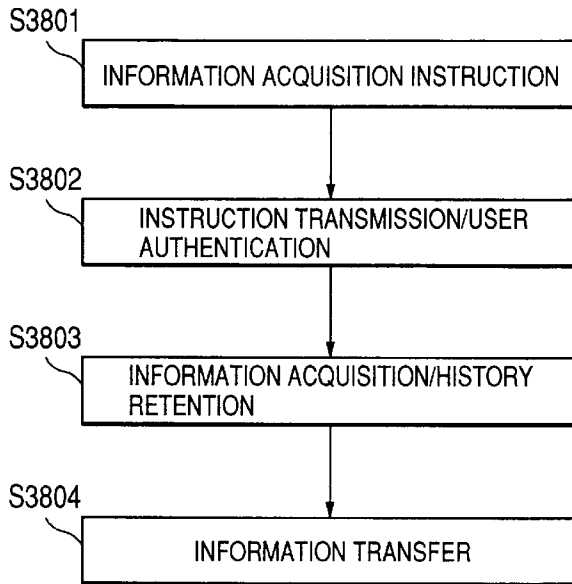 S3801
INFORMATION ACQUISITION INSTRUCTION
S3802
INSTRUCTION TRANSMISSION/USER
AUTHENTICATION
S3803
INFORMATION ACQUISITION/HISTORY
RETENTION
S3804
INFORMATION TRANSFER